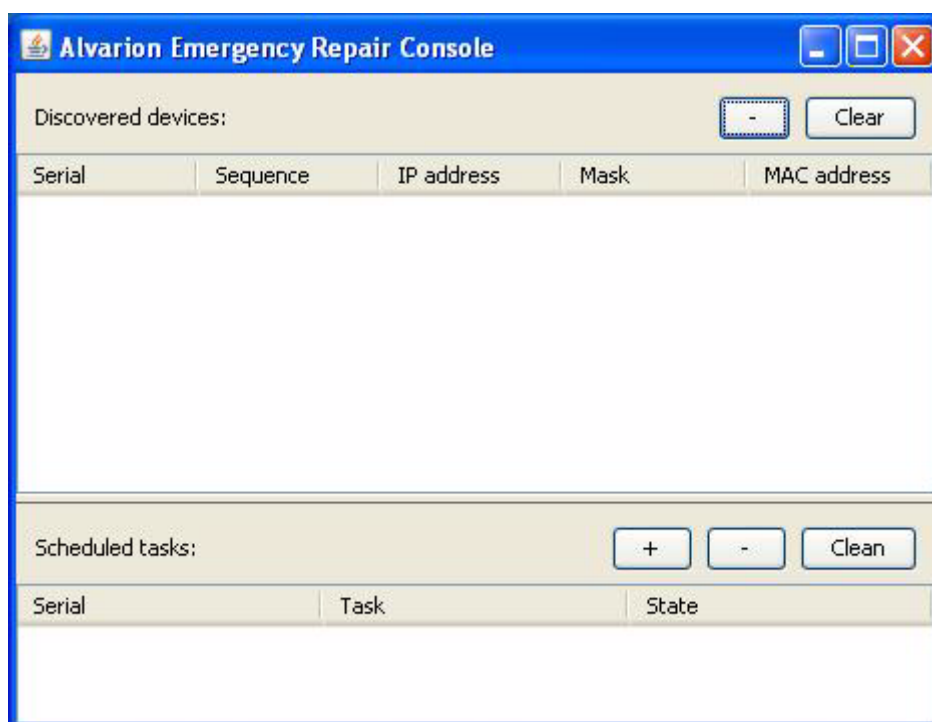 Alvarion Emergency Repair Console
Discovered devices: - Clear
Serial Sequence IP address Mask MAC address
Scheduled tasks: + - Clean
Serial Task State